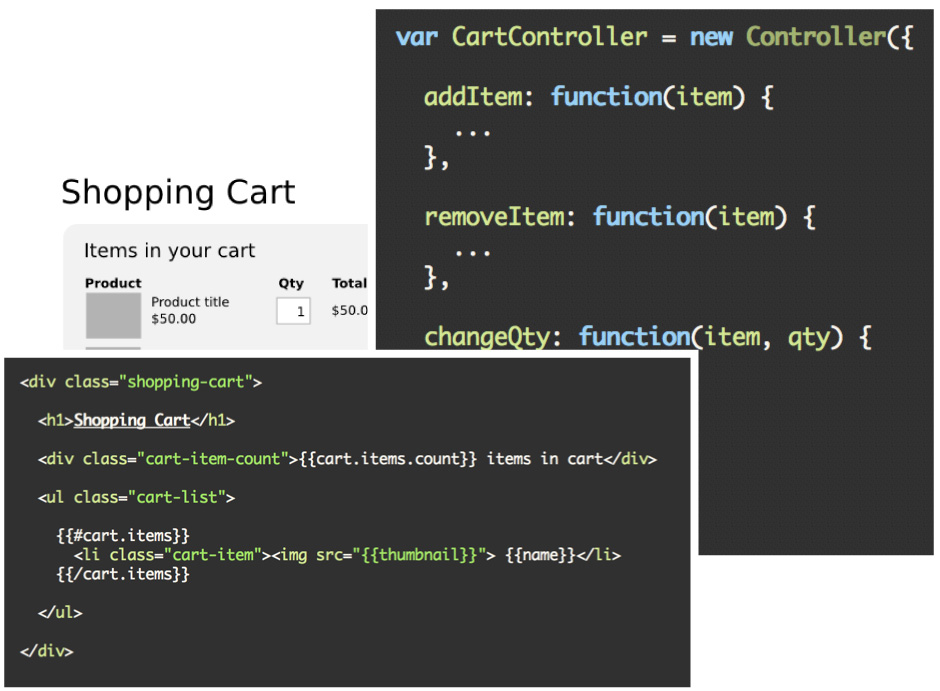 var CartController = new Controller({
addItem: function(item) {
...
},
removeItem: function(item) {
...
},
changeQty: function(item, qty) {
Shopping Cart
Items in your cart
Product Qty Total
Product title
$50.00
1
$50.0
<div class="shopping-cart">
<h1>Shopping Cart</h1>
<div class="cart-item-count">{{cart.items.count}} items in cart</div>
<ul class="cart-list">
{{#cart.items}}
<li class="cart-item"><img src="{{thumbnail}}"> {{name}}</li>
{{/cart.items}}
</ul>
</div>